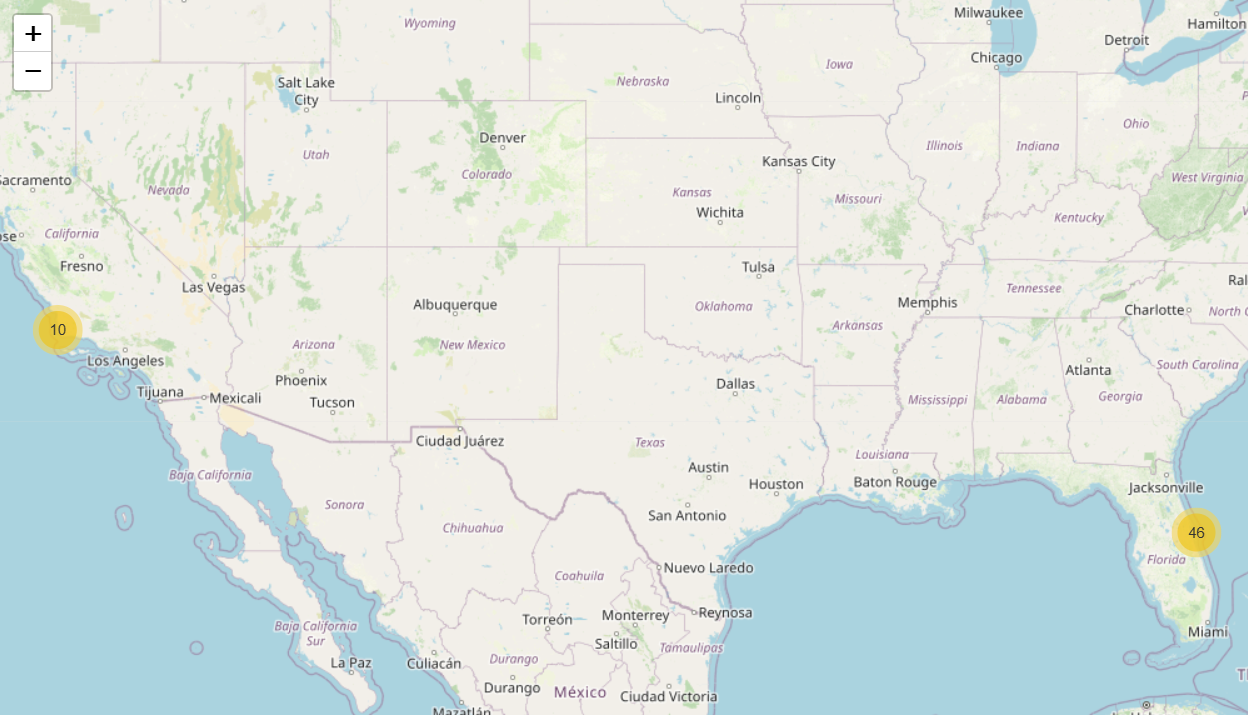 +
−
Wyoming
Milwaukee
Hamilton
Detroit
Chicago
Iowa
Nebraska
Salt Lake
City
Lincoln
Ohio
Denver
Illinois
Indiana
Utah
Kansas City
Colorado
West Virginia
Sacramento
Nevada
Kansas
Missouri
Wichita
Kentucky
California
se
Fresno
Tulsa
Las Vegas
Tennessee
Ral
Albuquerque
Oklahoma
Memphis
Charlotte
North C
10
Arkansas
Arizona
New Mexico
Los Angeles
South Carolina
Atlanta
Phoenix
Dallas
Tijuana
Mexicali
Tucson
Mississippi
Alabama
Georgia
Ciudad Juárez
Texas
Louisiana
Austin
Baja California
Houston
Baton Rouge
Jacksonville
Sonora
San Antonio
Chihuahua
46
Florida
Nuevo Laredo
Coahuila
Reynosa
Monterrey
Torreón
Baja California
Sur
Saltillo
Tamaulipas
Miami
La Paz
Culiacán
Durango
Durango
México
Ciudad Victoria
Mazatlán